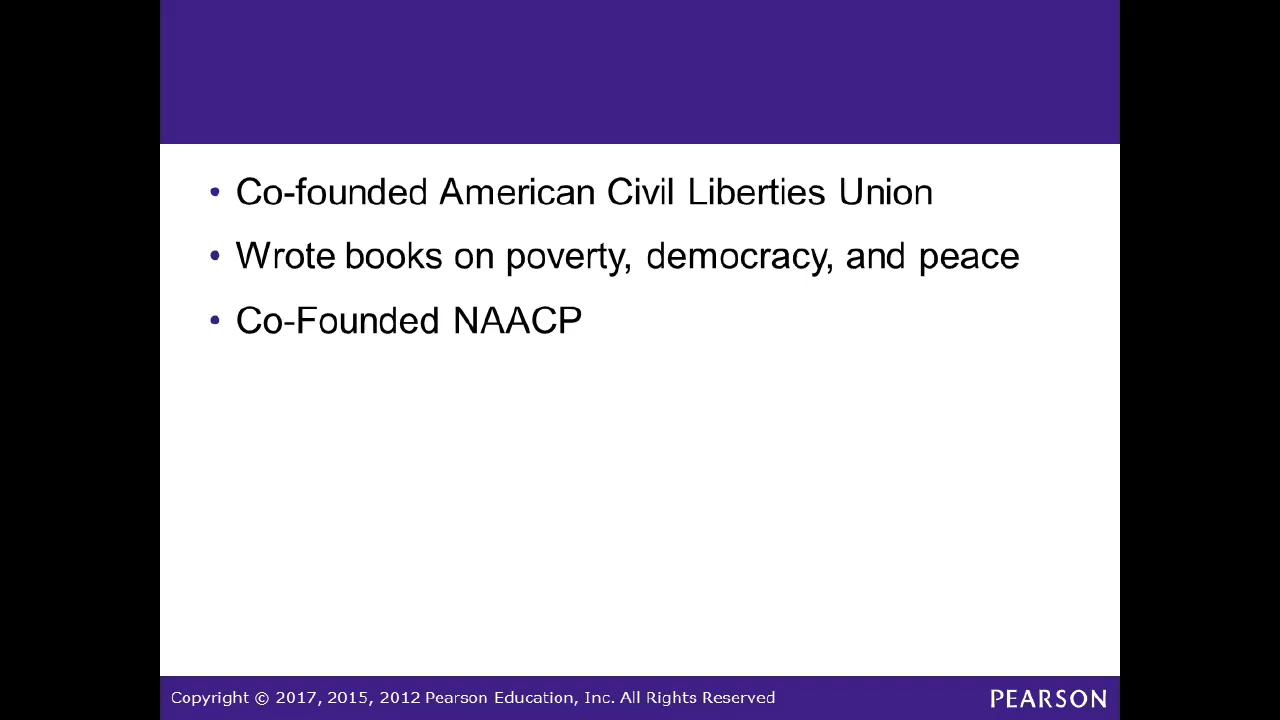 • Co-founded American Civil Liberties Union
• Wrote books on poverty, democracy, and peace
• Co-Founded NAACP
Copyright © 2017, 2015, 2012 Pearson Education, Inc. All Rights Reserved
PEARSON